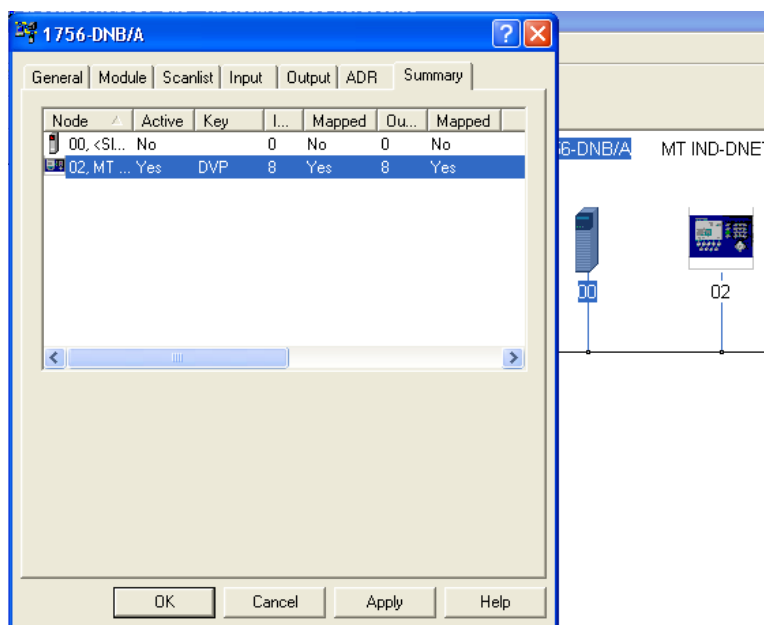 1756-DNB/A
General Module Scanlist Input Output ADR Summary
Node Active Key I... Mapped Ou... Mapped
00, <SI... No 0 No 0 No
02, MT ... Yes DVP 8 Yes 8 Yes
56-DNB/A MT IND-DNET
00 02
OK Cancel Apply Help